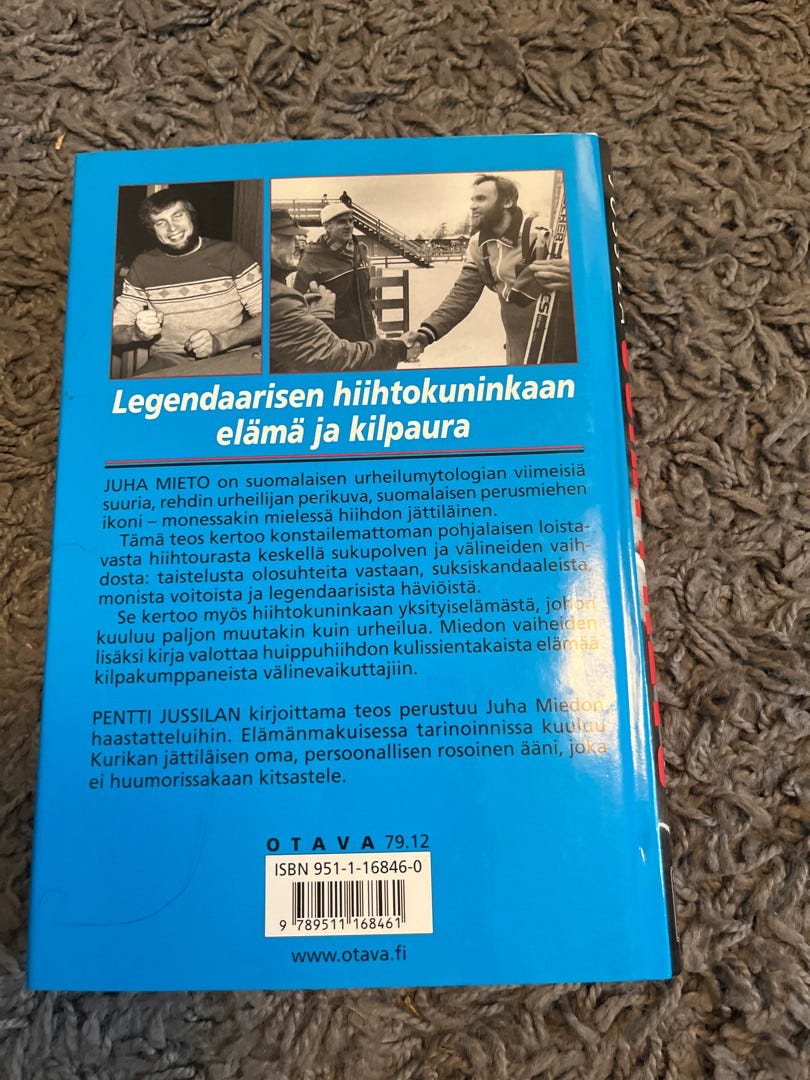 Legendaarisen hiihtokuninkaan
elämä ja kilpaura
JUHA MIETO on suomalaisen urheilumytologian viimeisiä
suuria, rehdin urheilijan perikuva, suomalaisen perusmiehen
ikoni – monessakin mielessä hiihdon jättiläinen.
Tämä teos kertoo konstailemattoman pohjalaisen loista-
vasta hiihtourasta keskellä sukupolven ja välineiden vaih-
dosta: taistelusta olosuhteita vastaan, suksiskandaaleista,
monista voitoista ja legendaarisista häviöistä.
Se kertoo myös hiihtokuninkaan yksityiselämästä, johon
kuuluu paljon muutakin kuin urheilua. Miedon vaiheiden
lisäksi kirja valottaa huippuhiihdon kulissientakaista elämää
kilpakumppaneista välinevaikuttajiin.
PENTTI JUSSILAN kirjoittama teos perustuu Juha Miedon
haastatteluihin. Elämänmakuisessa tarinoinnissa kuuluu
Kurikan jättiläisen oma, persoonallisen rosoinen ääni, joka
ei huumorissakaan kitsastele.
OTAVA 79.12
ISBN 951-1-16846-0
9 789511 168461
www.otava.fi